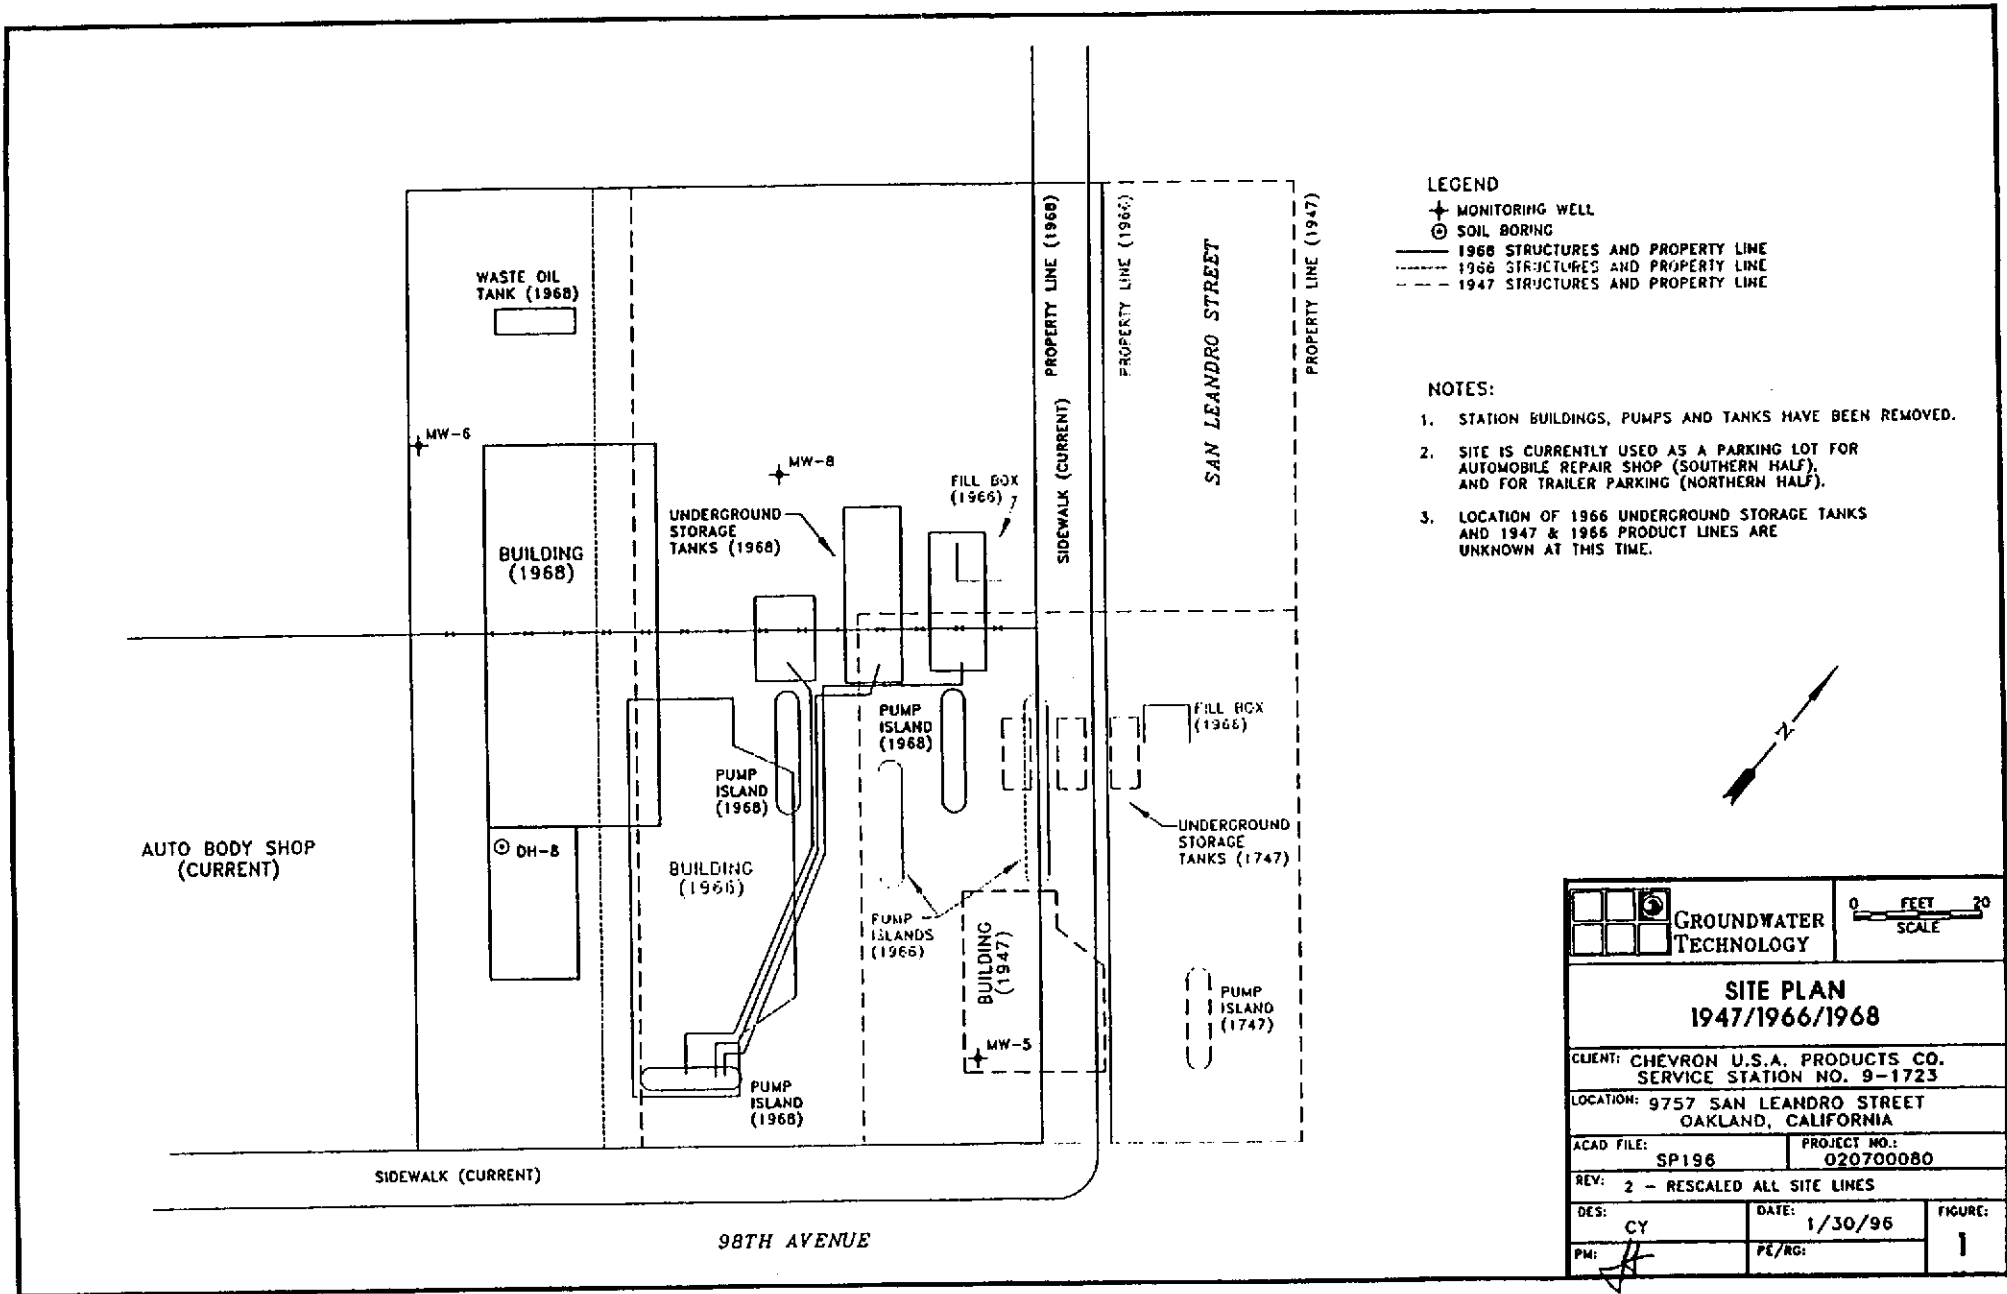 LEGEND
MONITORING WELL
SOIL BORING
1968 STRUCTURES AND PROPERTY LINE
1966 STRUCTURES AND PROPERTY LINE
1947 STRUCTURES AND PROPERTY LINE
NOTES:
1. STATION BUILDINGS, PUMPS AND TANKS HAVE BEEN REMOVED.
2. SITE IS CURRENTLY USED AS A PARKING LOT FOR
AUTOMOBILE REPAIR SHOP (SOUTHERN HALF),
AND FOR TRAILER PARKING (NORTHERN HALF).
3. LOCATION OF 1966 UNDERGROUND STORAGE TANKS
AND 1947 & 1966 PRODUCT LINES ARE
UNKNOWN AT THIS TIME.
PROPERTY LINE (1968)
PROPERTY LINE (1966)
PROPERTY LINE (1947)
SAN LEANDRO STREET
SIDEWALK (CURRENT)
WASTE OIL
TANK (1968)
MW-6
MW-8
FILL BOX
(1966)
UNDERGROUND
STORAGE
TANKS (1968)
BUILDING
(1968)
PUMP
ISLAND
(1968)
FILL BOX
(1966)
PUMP
ISLAND
(1968)
UNDERGROUND
STORAGE
TANKS (1747)
AUTO BODY SHOP
(CURRENT)
DH-8
BUILDING
(1966)
PUMP
ISLANDS
(1966)
BUILDING
(1947)
PUMP
ISLAND
(1747)
MW-5
PUMP
ISLAND
(1968)
SIDEWALK (CURRENT)
98TH AVENUE
N
GROUNDWATER
TECHNOLOGY
0 FEET 20
SCALE
SITE PLAN
1947/1966/1968
CLIENT: CHEVRON U.S.A. PRODUCTS CO.
SERVICE STATION NO. 9-1723
LOCATION: 9757 SAN LEANDRO STREET
OAKLAND, CALIFORNIA
ACAD FILE: SP196
PROJECT NO.: 020700080
REV: 2 - RESCALED ALL SITE LINES
DES: CY
DATE: 1/30/96
FIGURE: 1
PM:
PE/RG: